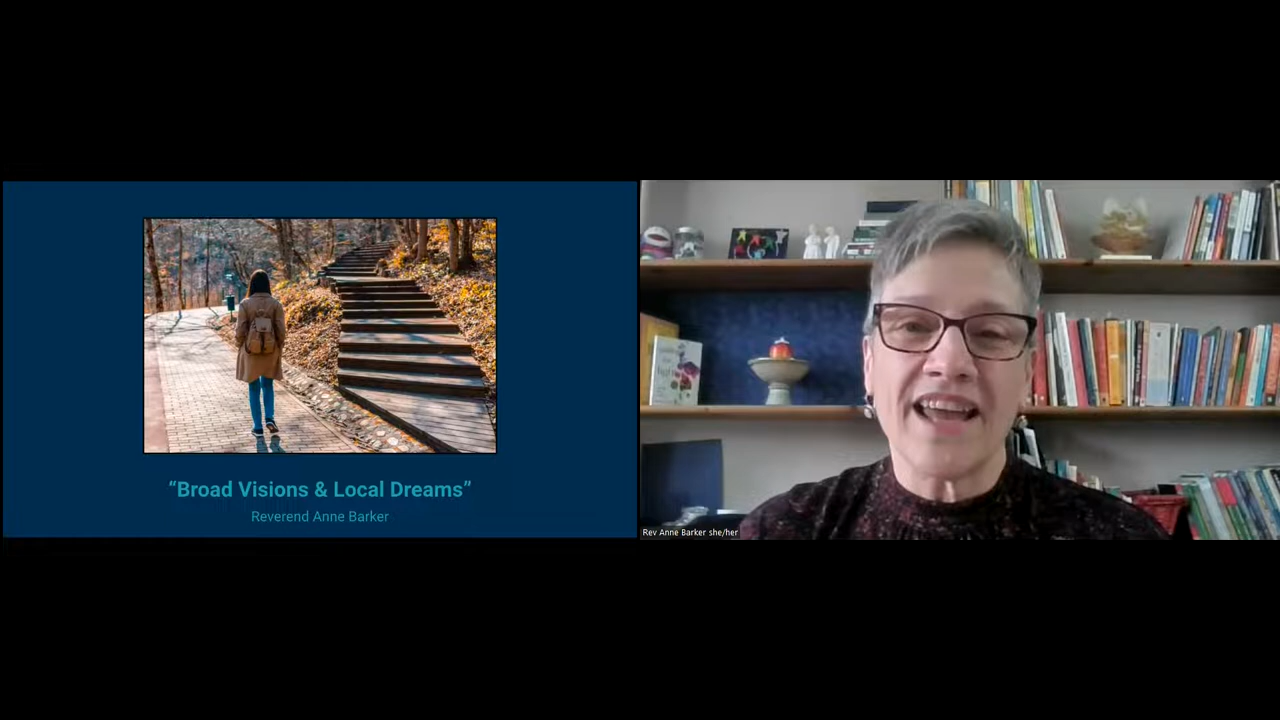 “Broad Visions & Local Dreams”
Reverend Anne Barker
Rev Anne Barker she/her